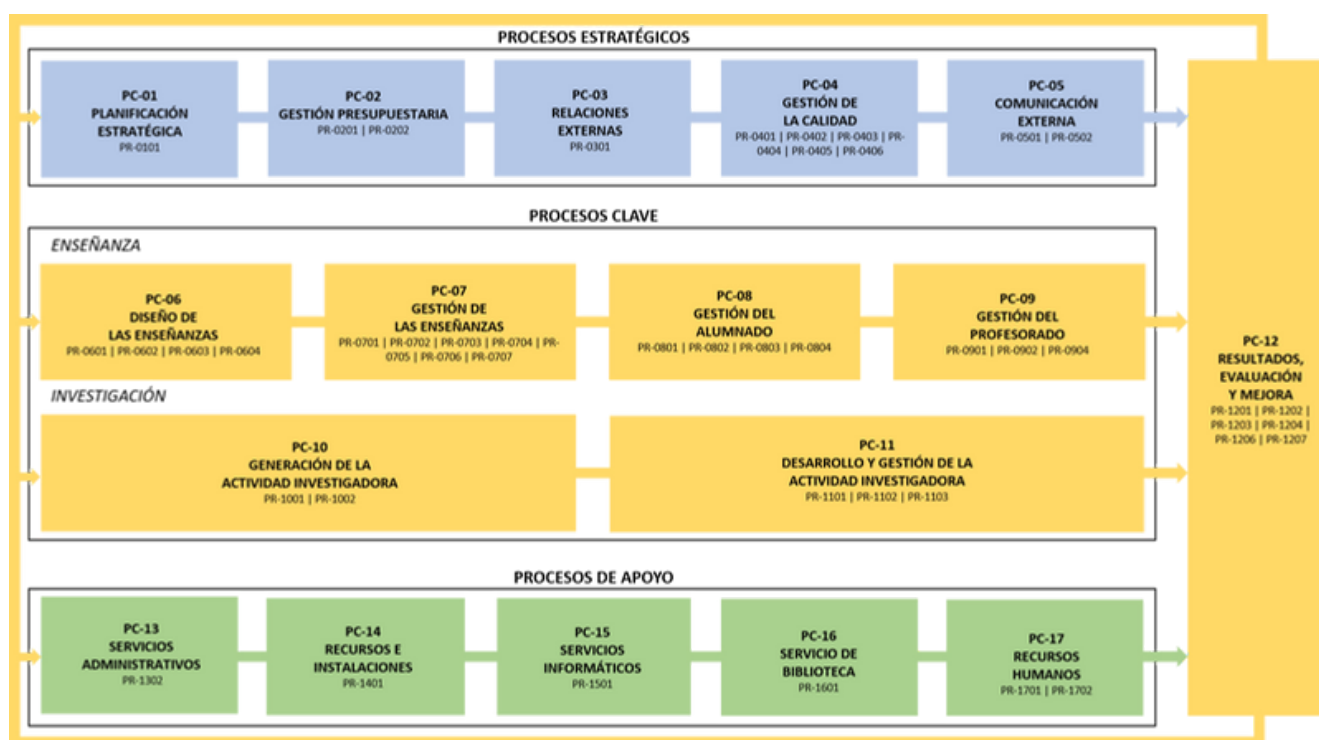 PROCESOS ESTRATÉGICOS
PC-01
PLANIFICACIÓN
ESTRATÉGICA
PR-0101
PC-02
GESTIÓN PRESUPUESTARIA
PR-0201 | PR-0202
PC-03
RELACIONES
EXTERNAS
PR-0301
PC-04
GESTIÓN DE
LA CALIDAD
PR-0401 | PR-0402 | PR-0403 | PR-
0404 | PR-0405 | PR-0406
PC-05
COMUNICACIÓN
EXTERNA
PR-0501 | PR-0502
PROCESOS CLAVE
ENSEÑANZA
PC-06
DISEÑO DE
LAS ENSEÑANZAS
PR-0601 | PR-0602 | PR-0603 | PR-0604
PC-07
GESTIÓN DE
LAS ENSEÑANZAS
PR-0701 | PR-0702 | PR-0703 | PR-0704 | PR-
0705 | PR-0706 | PR-0707
PC-08
GESTIÓN DEL
ALUMNADO
PR-0801 | PR-0802 | PR-0803 | PR-0804
PC-09
GESTIÓN DEL
PROFESORADO
PR-0901 | PR-0902 | PR-0904
INVESTIGACIÓN
PC-10
GENERACIÓN DE LA
ACTIVIDAD INVESTIGADORA
PR-1001 | PR-1002
PC-11
DESARROLLO Y GESTIÓN DE LA
ACTIVIDAD INVESTIGADORA
PR-1101 | PR-1102 | PR-1103
PC-12
RESULTADOS,
EVALUACIÓN
Y MEJORA
PR-1201 | PR-1202 |
PR-1203 | PR-1204 |
PR-1206 | PR-1207
PROCESOS DE APOYO
PC-13
SERVICIOS
ADMINISTRATIVOS
PR-1302
PC-14
RECURSOS E
INSTALACIONES
PR-1401
PC-15
SERVICIOS
INFORMÁTICOS
PR-1501
PC-16
SERVICIO DE
BIBLIOTECA
PR-1601
PC-17
RECURSOS
HUMANOS
PR-1701 | PR-1702